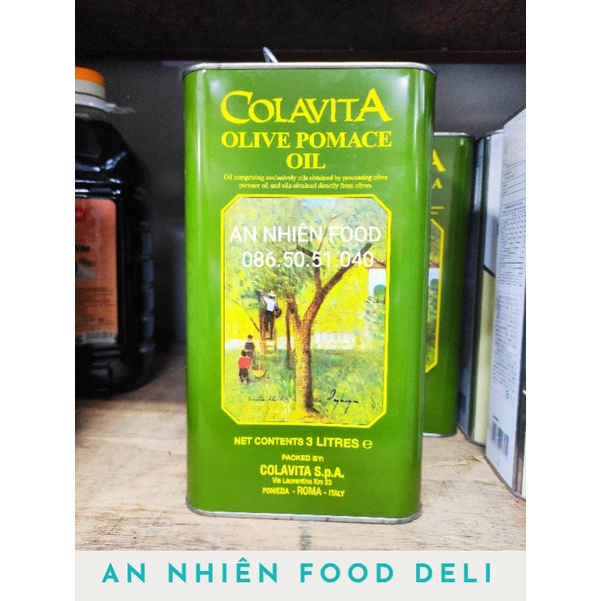 COLAVITA
OLIVE POMACE
OIL
Oil comprising exclusively oils obtained by processing olive
pomace oil and oils obtained directly from olives
AN NHIÊN FOOD
086.50.51.040
NET CONTENTS 3 LITRES e
PACKED BY:
COLAVITA S.p.A.
Via Laurentina Km 23
POMEZIA - ROMA - ITALY
AN NHIÊN FOOD DELI